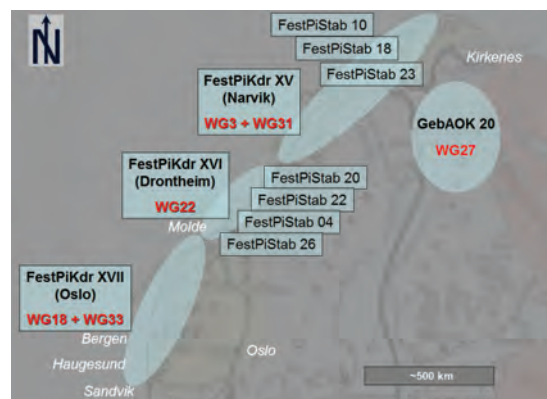 N
FestPiStab 10
FestPiStab 18
FestPiStab 23
Kirkenes
FestPiKdr XV
(Narvik)
WG3 + WG31
GebAOK 20
WG27
FestPiKdr XVI
(Drontheim)
WG22
Molde
FestPiStab 20
FestPiStab 22
FestPiStab 04
FestPiStab 26
FestPiKdr XVII
(Oslo)
WG18 + WG33
Bergen
Haugesund
Sandvik
Oslo
~500 km